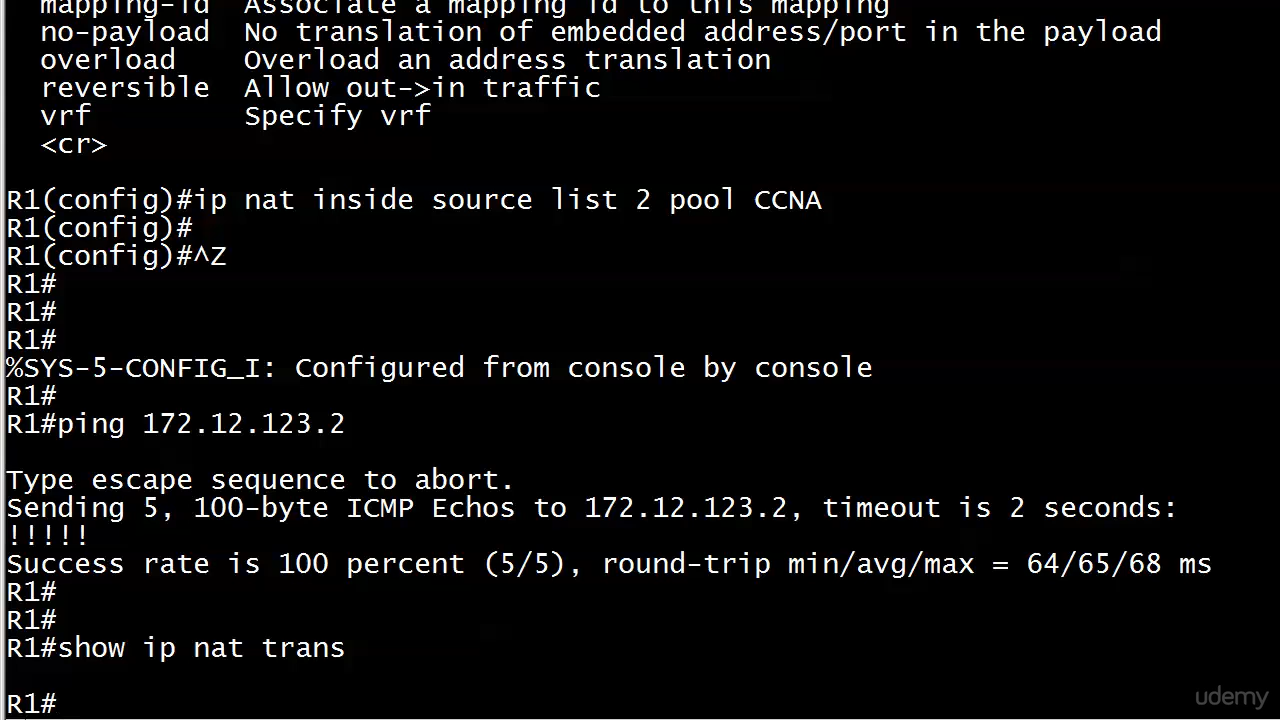 mapping-id  Associate a mapping id to this mapping
no-payload  No translation of embedded address/port in the payload
overload    Overload an address translation
reversible  Allow out->in traffic
vrf         Specify vrf
<cr>
R1(config)#ip nat inside source list 2 pool CCNA
R1(config)#
R1(config)#^Z
R1#
R1#
R1#
%SYS-5-CONFIG_I: Configured from console by console
R1#
R1#ping 172.12.123.2
Type escape sequence to abort.
Sending 5, 100-byte ICMP Echos to 172.12.123.2, timeout is 2 seconds:
!!!!!
Success rate is 100 percent (5/5), round-trip min/avg/max = 64/65/68 ms
R1#
R1#
R1#show ip nat trans
R1#
udemy